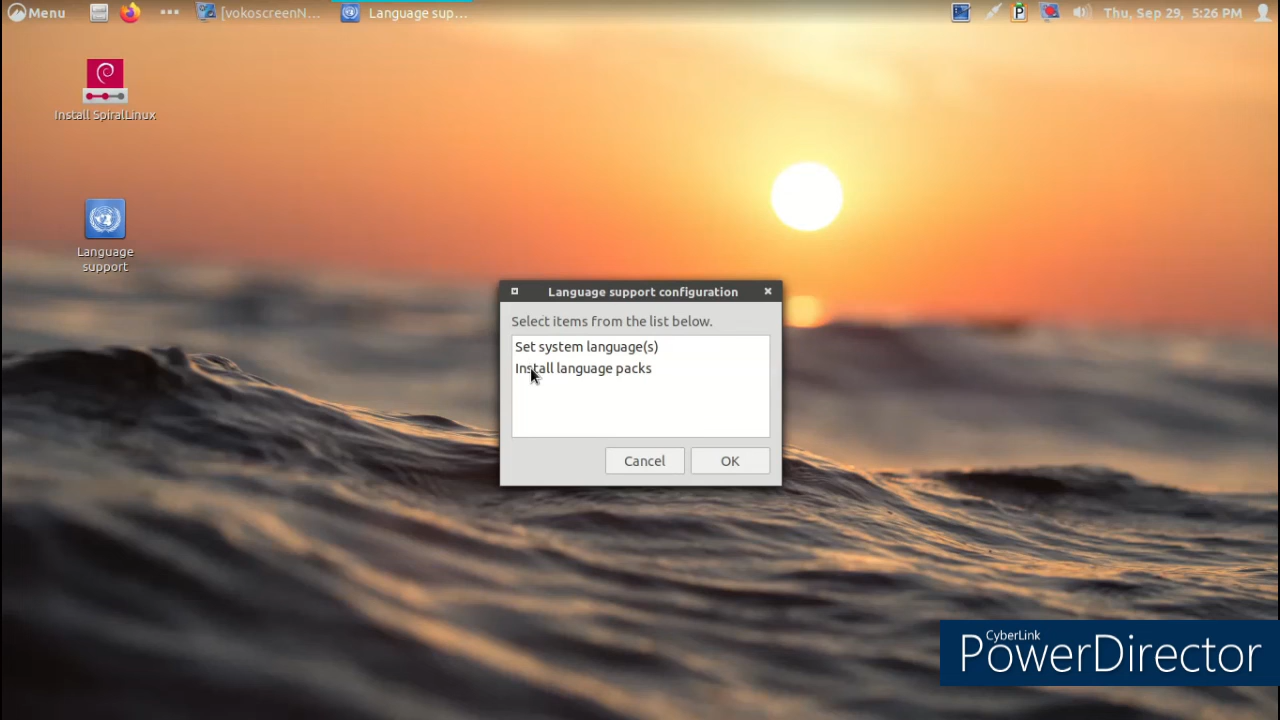 Menu
[vokoscreenN...
Language sup...
Thu, Sep 29, 5:26 PM
Install SpiralLinux
Language
support
Language support configuration
Select items from the list below.
Set system language(s)
Install language packs
Cancel
OK
CyberLink
PowerDirector